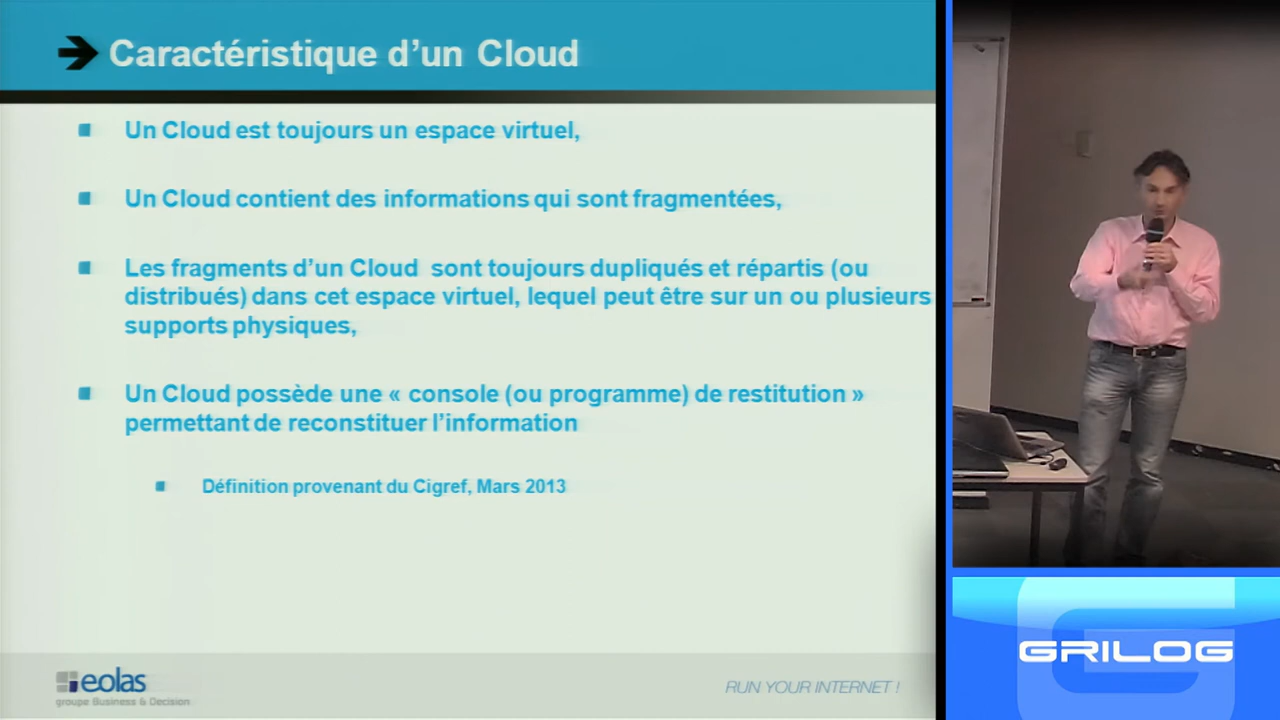 Caractéristique d'un Cloud
Un Cloud est toujours un espace virtuel,
Un Cloud contient des informations qui sont fragmentées,
Les fragments d'un Cloud sont toujours dupliqués et répartis (ou
distribués) dans cet espace virtuel, lequel peut être sur un ou plusieurs
supports physiques,
Un Cloud possède une « console (ou programme) de restitution »
permettant de reconstituer l'information
Définition provenant du Cigref, Mars 2013
eolas
groupe Business & Decision
RUN YOUR INTERNET !
GRILOG